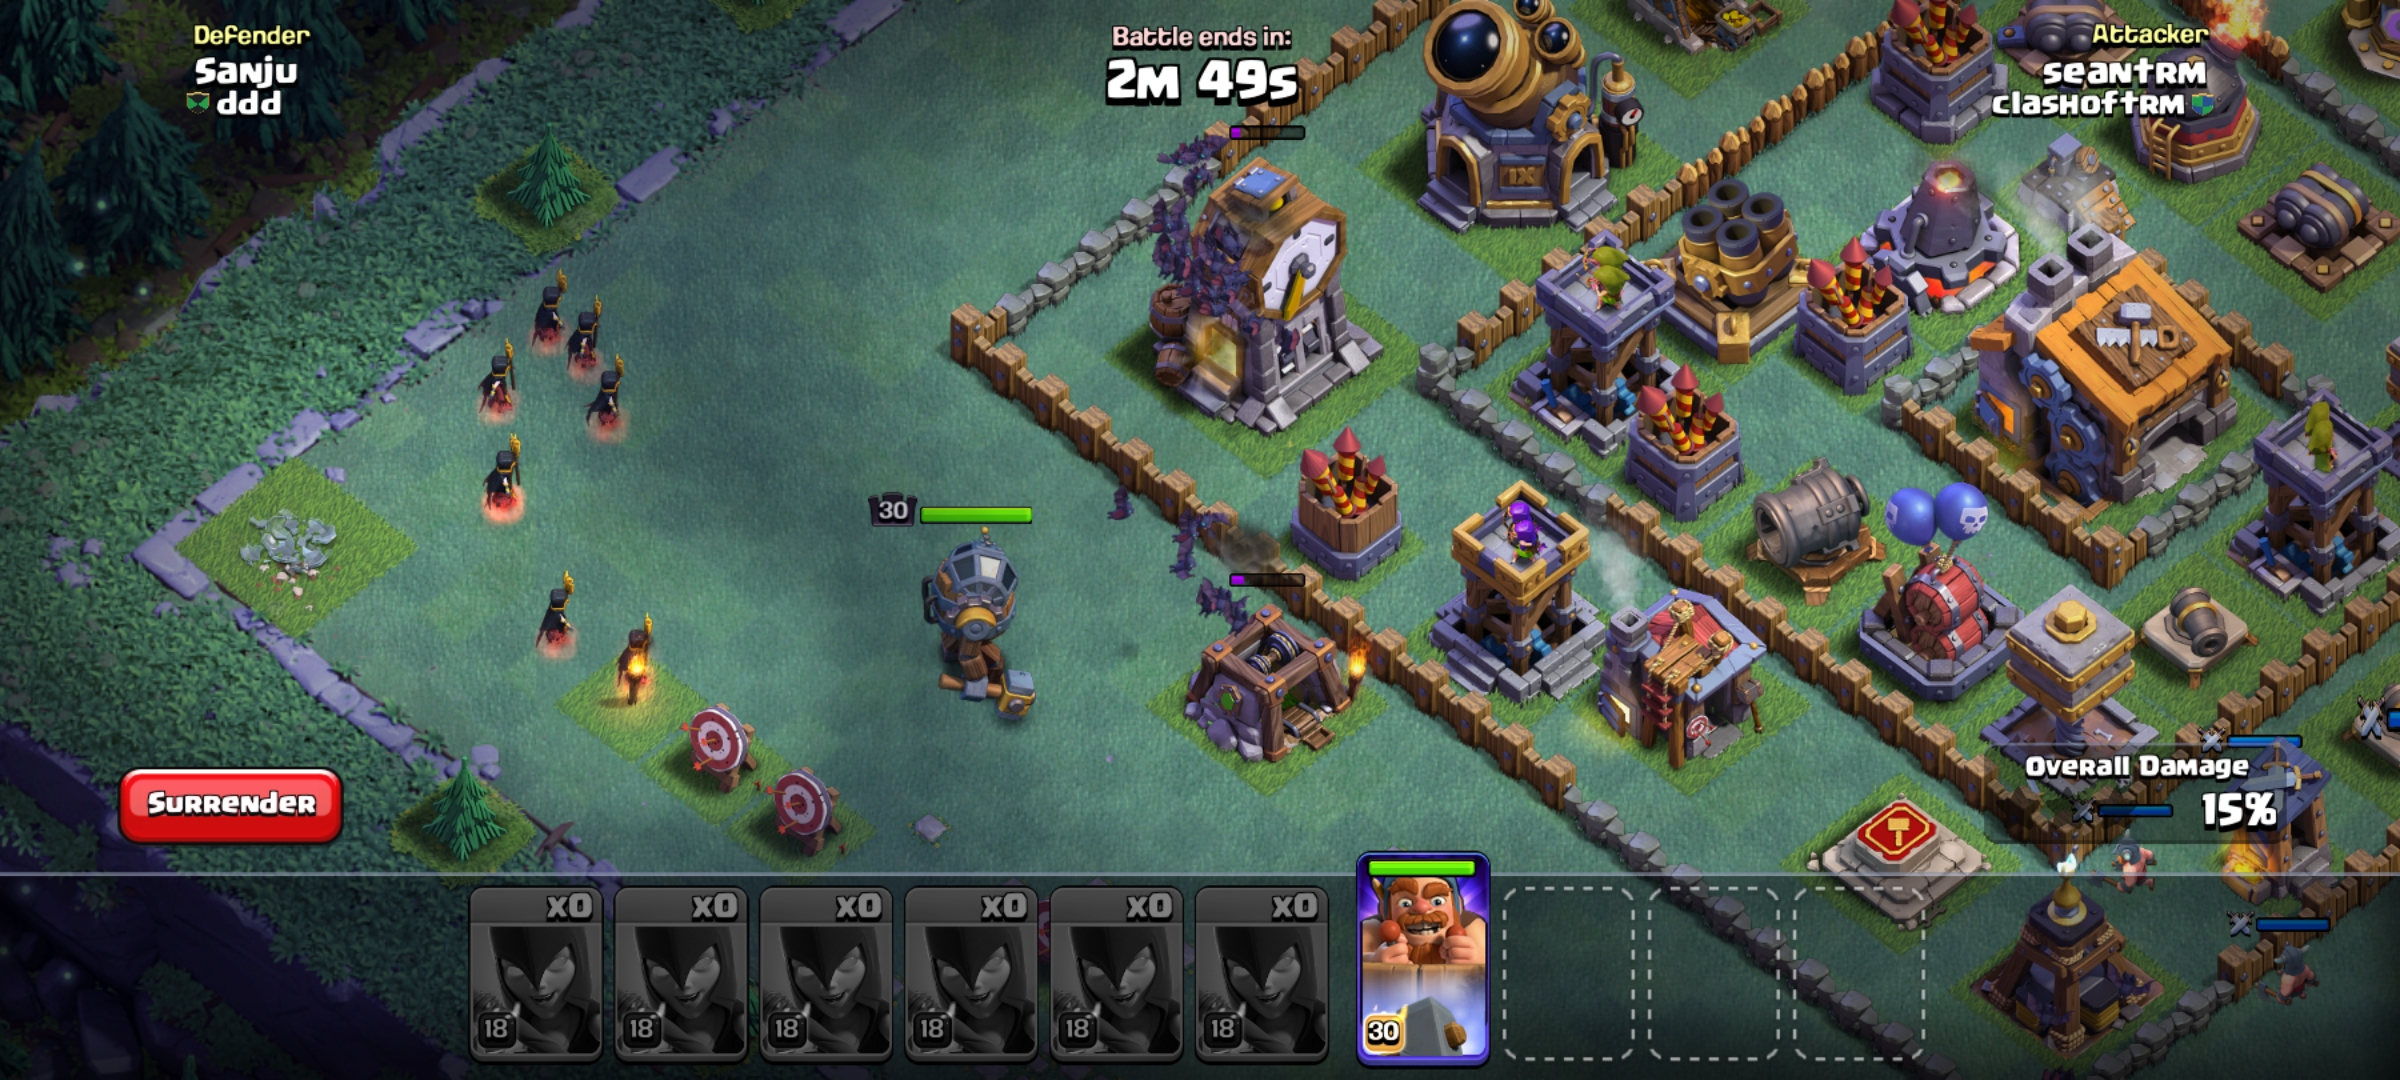 Defender
Sanju
ddd
Battle ends in:
2m 49s
Attacker
seantrm
clashoftrm
IX
30
Surrender
Overall Damage
15%
x0
x0
x0
x0
x0
x0
18
18
18
18
18
18
30